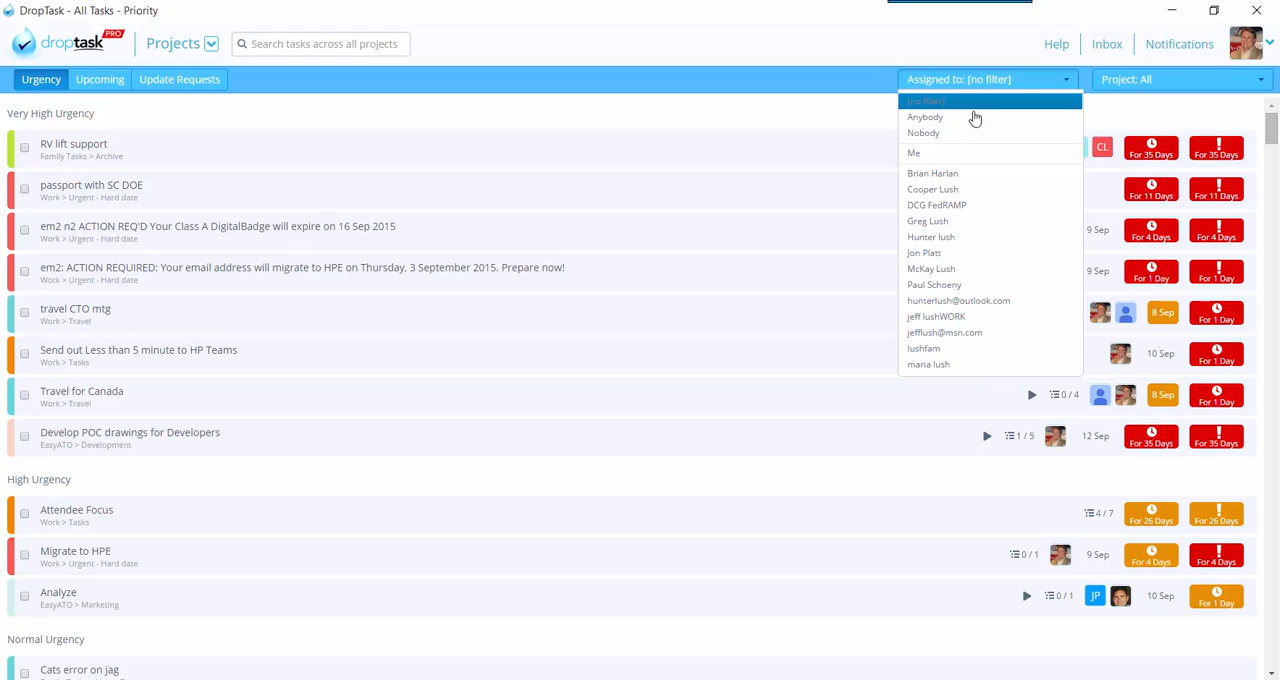 DropTask - All Tasks - Priority
droptask PRO
Projects
Search tasks across all projects
Help
Inbox
Notifications
Urgency
Upcoming
Update Requests
Assigned to: [no filter]
Project: All
[no filter]
Anybody
Nobody
Me
Brian Harlan
Cooper Lush
DCG FedRAMP
Greg Lush
Hunter lush
Jon Platt
McKay Lush
Paul Schoeny
hunterlush@outlook.com
jeff lushWORK
jefflush@msn.com
lushfam
maria lush
Very High Urgency
RV lift support
Family Tasks > Archive
CL
For 35 Days
For 35 Days
passport with SC DOE
Work > Urgent - Hard date
For 11 Days
For 11 Days
em2 n2 ACTION REQ'D Your Class A DigitalBadge will expire on 16 Sep 2015
Work > Urgent - Hard date
9 Sep
For 4 Days
For 4 Days
em2: ACTION REQUIRED: Your email address will migrate to HPE on Thursday, 3 September 2015. Prepare now!
Work > Urgent - Hard date
9 Sep
For 1 Day
For 1 Day
travel CTO mtg
Work > Travel
8 Sep
For 1 Day
Send out Less than 5 minute to HP Teams
Work > Tasks
10 Sep
For 1 Day
Travel for Canada
Work > Travel
0 / 4
8 Sep
For 1 Day
Develop POC drawings for Developers
EasyATO > Development
1 / 5
12 Sep
For 35 Days
For 35 Days
High Urgency
Attendee Focus
Work > Tasks
4 / 7
For 26 Days
For 26 Days
Migrate to HPE
Work > Urgent - Hard date
0 / 1
9 Sep
For 4 Days
For 4 Days
Analyze
EasyATO > Marketing
0 / 1
JP
10 Sep
For 1 Day
Normal Urgency
Cats error on jag